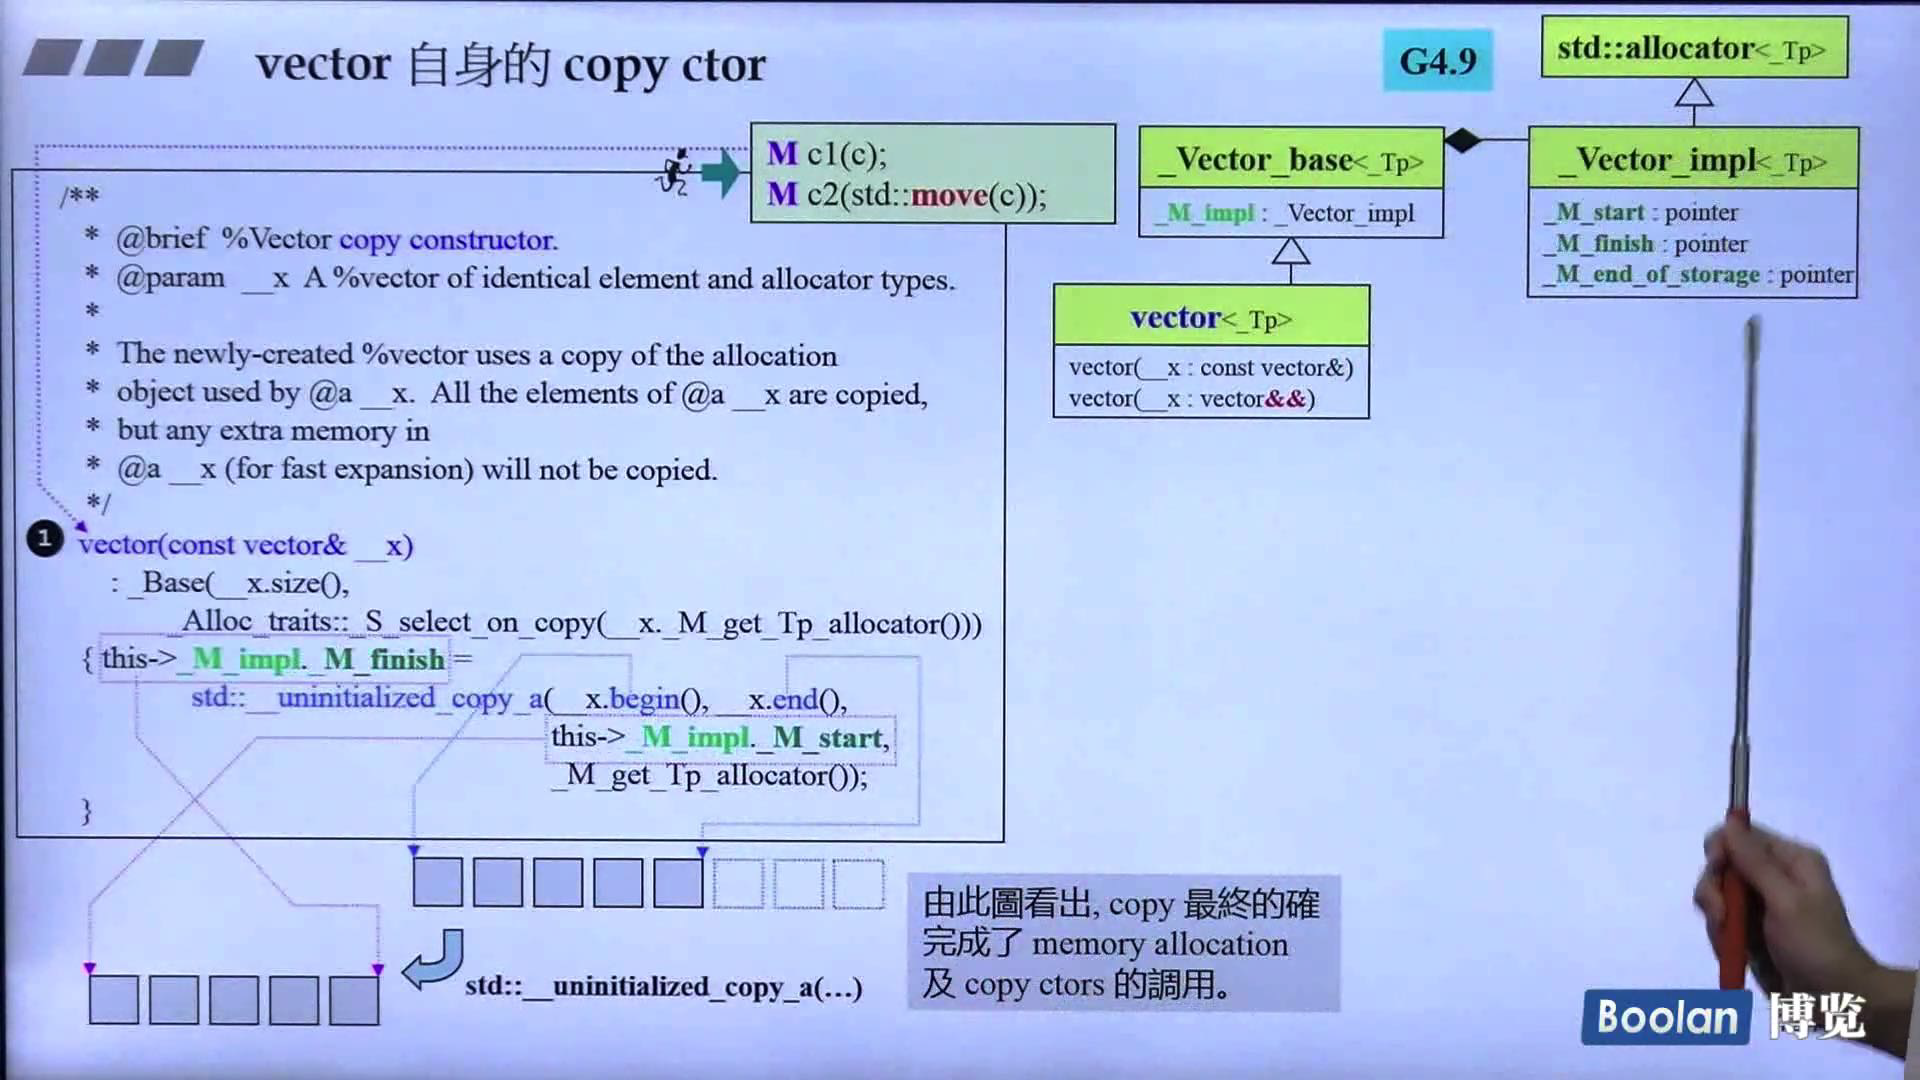 vector 自身的 copy ctor
G4.9
std::allocator<_Tp>
M c1(c);
M c2(std::move(c));
_Vector_base<_Tp>
_M_impl : _Vector_impl
_Vector_impl<_Tp>
_M_start : pointer
_M_finish : pointer
_M_end_of_storage : pointer
vector<_Tp>
vector(__x : const vector&)
vector(__x : vector&&)
/**
* @brief %Vector copy constructor.
* @param __x A %vector of identical element and allocator types.
*
* The newly-created %vector uses a copy of the allocation
* object used by @a __x. All the elements of @a __x are copied,
* but any extra memory in
* @a __x (for fast expansion) will not be copied.
*/
1 vector(const vector& __x)
: _Base(__x.size(),
_Alloc_traits::_S_select_on_copy(__x._M_get_Tp_allocator()))
{ this->_M_impl._M_finish =
std::__uninitialized_copy_a(__x.begin(), __x.end(),
this->_M_impl._M_start,
_M_get_Tp_allocator());
}
std::__uninitialized_copy_a(...)
由此圖看出, copy 最終的確
完成了 memory allocation
及 copy ctors 的調用。
Boolan 博览